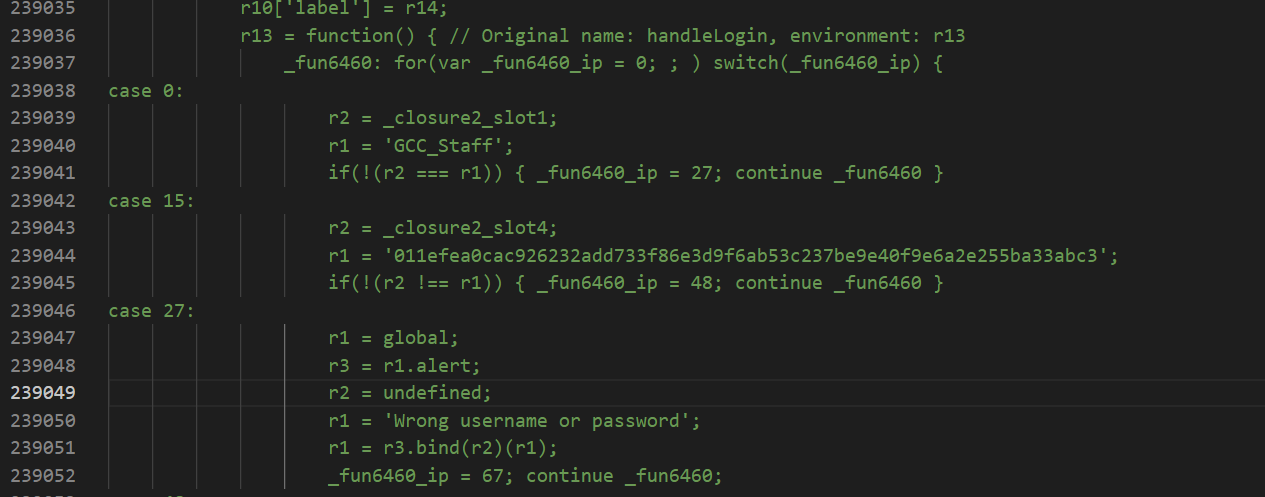 239035 r10['label'] = r14;
239036 r13 = function() { // Original name: handleLogin, environment: r13
239037 _fun6460: for(var _fun6460_ip = 0; ; ) switch(_fun6460_ip) {
239038 case 0:
239039 r2 = _closure2_slot1;
239040 r1 = 'GCC_Staff';
239041 if(!(r2 === r1)) { _fun6460_ip = 27; continue _fun6460 }
239042 case 15:
239043 r2 = _closure2_slot4;
239044 r1 = '011efea0cac926232add733f86e3d9f6ab53c237be9e40f9e6a2e255ba33abc3';
239045 if(!(r2 !== r1)) { _fun6460_ip = 48; continue _fun6460 }
239046 case 27:
239047 r1 = global;
239048 r3 = r1.alert;
239049 r2 = undefined;
239050 r1 = 'Wrong username or password';
239051 r1 = r3.bind(r2)(r1);
239052 _fun6460_ip = 67; continue _fun6460;